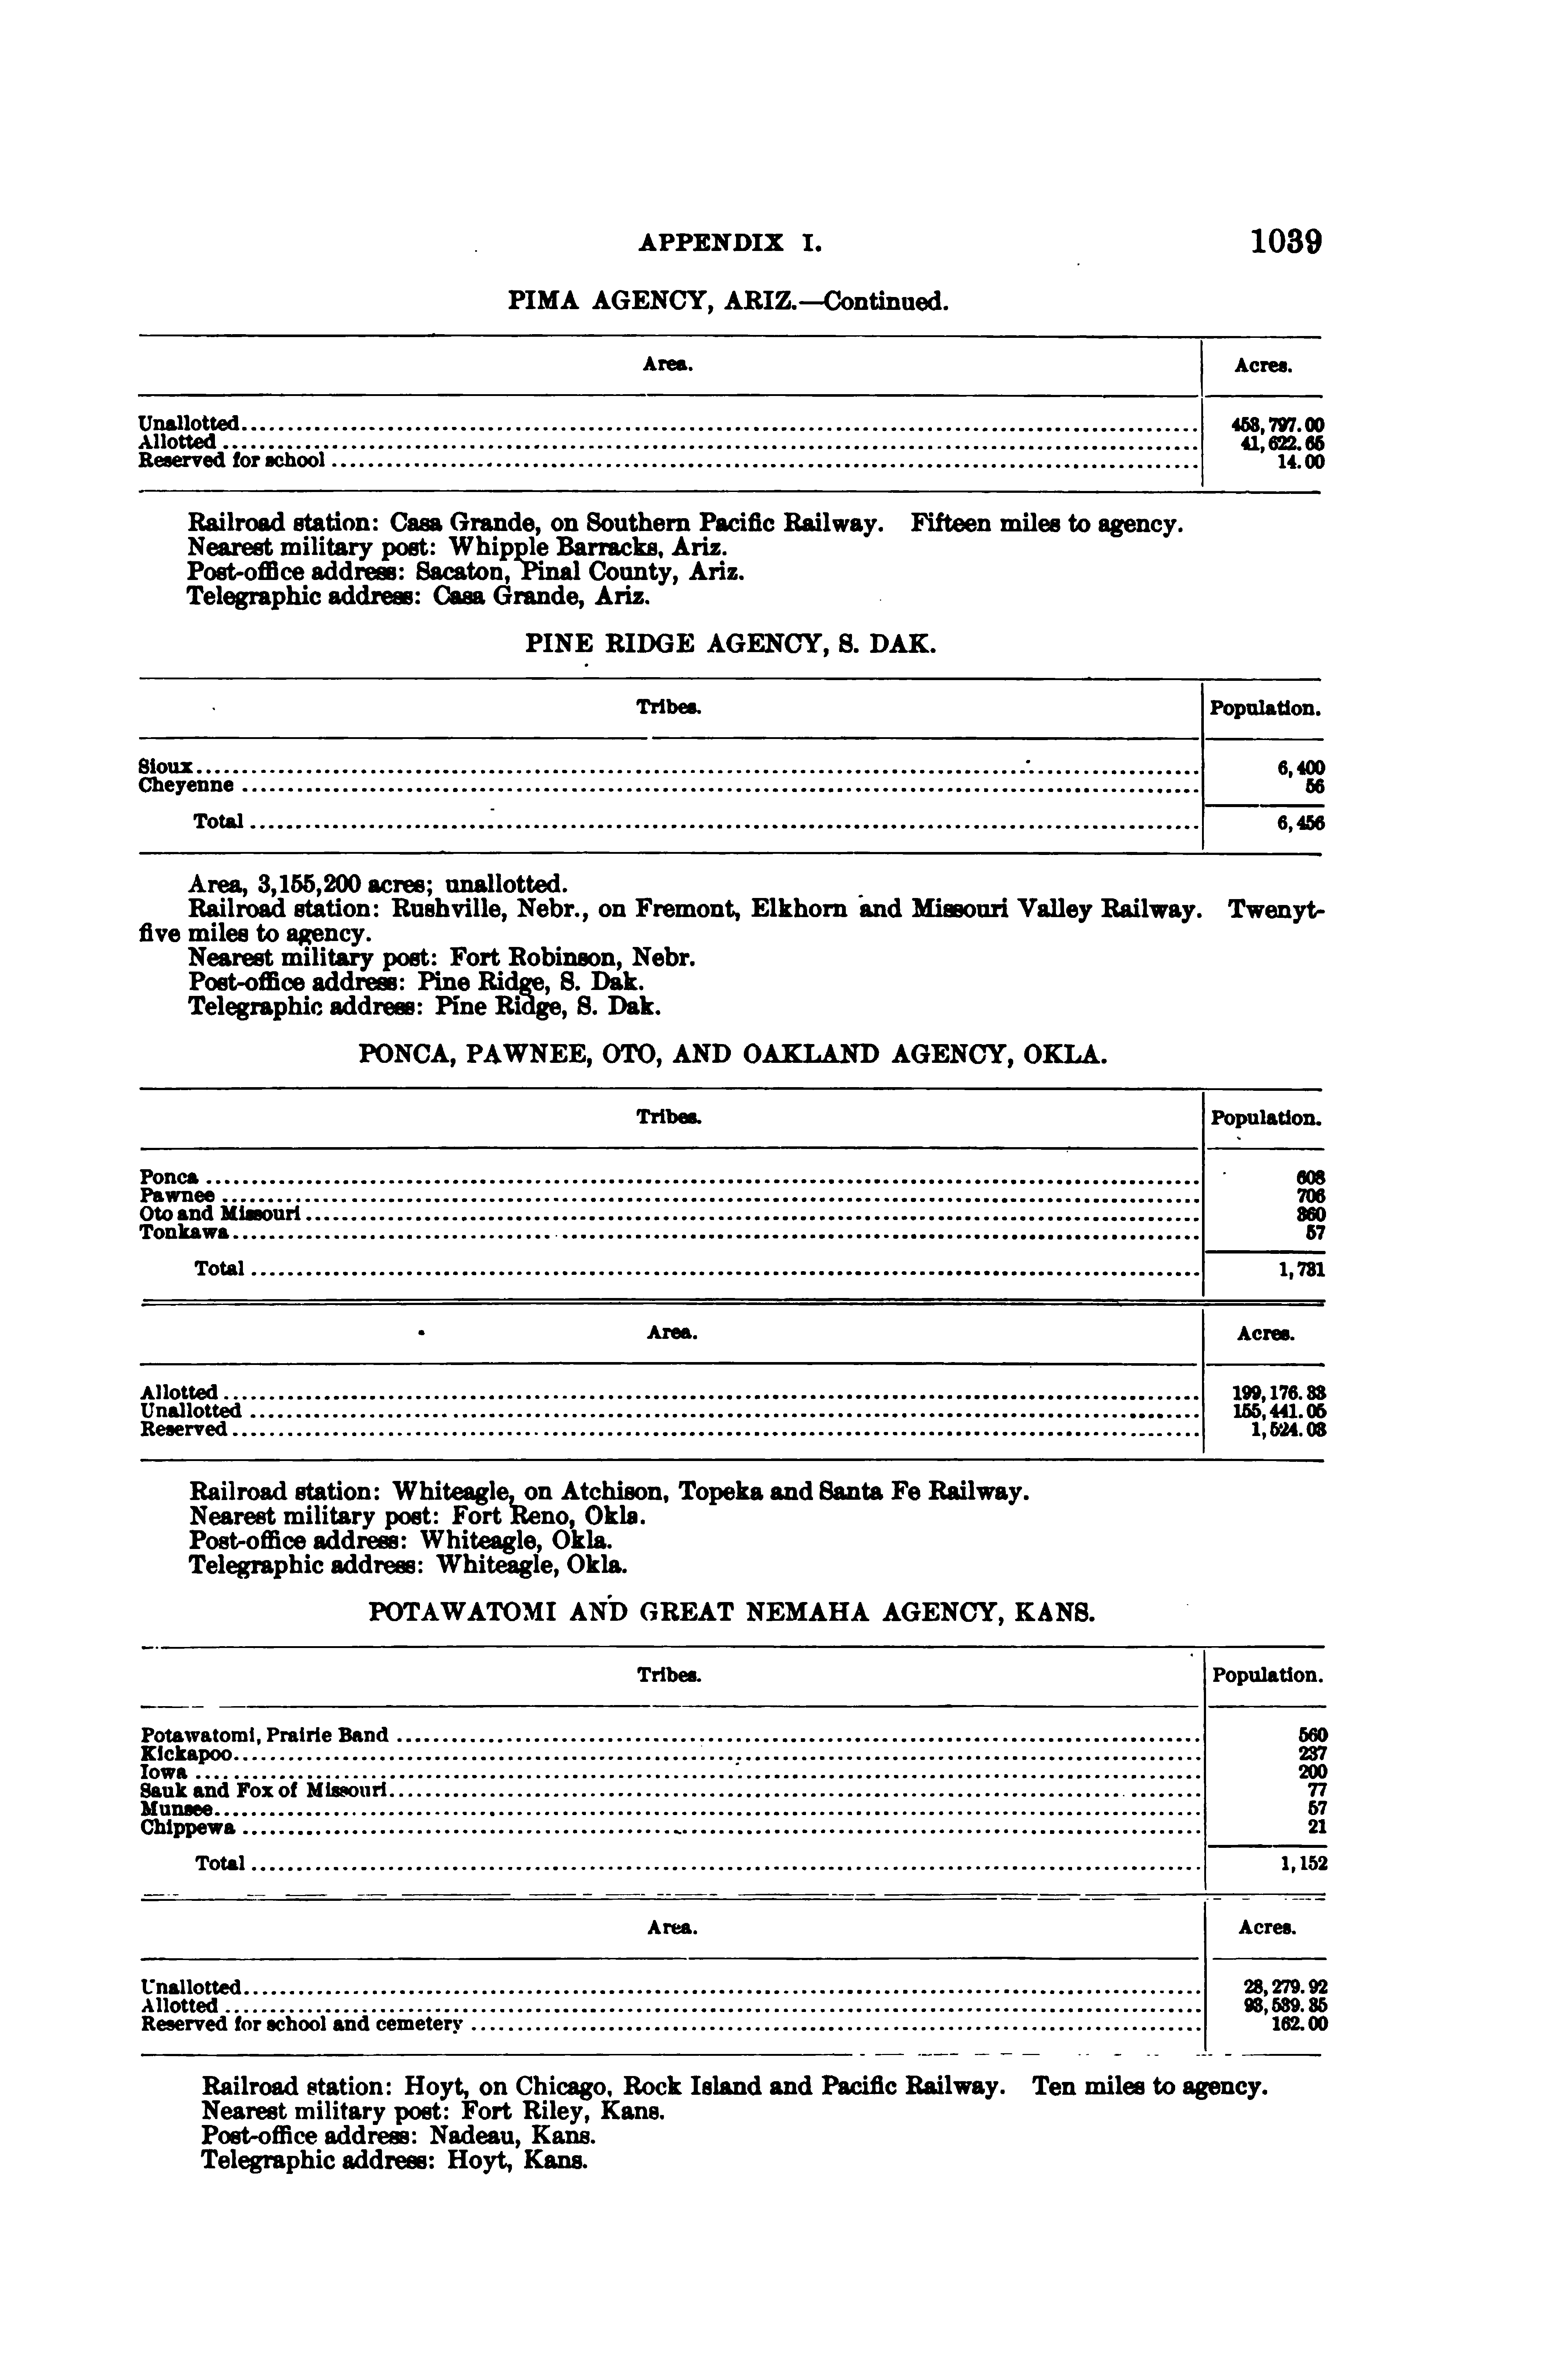 APPENDIX I. 1039
PIMA AGENCY, ARIZ.—Continued.
Area. Acres.
Unallotted 453,797.00
Allotted 41,622.65
Reserved for school 14.00
Railroad station: Casa Grande, on Southern Pacific Railway. Fifteen miles to agency.
Nearest military post: Whipple Barracks, Ariz.
Post-office address: Sacaton, Pinal County, Ariz.
Telegraphic address: Casa Grande, Ariz.
PINE RIDGE AGENCY, S. DAK.
Tribes. Population.
Sioux 6,400
Cheyenne 56
Total 6,456
Area, 3,155,200 acres; unallotted.
Railroad station: Rushville, Nebr., on Fremont, Elkhorn and Missouri Valley Railway. Twenyt-
five miles to agency.
Nearest military post: Fort Robinson, Nebr.
Post-office address: Pine Ridge, S. Dak.
Telegraphic address: Pine Ridge, S. Dak.
PONCA, PAWNEE, OTO, AND OAKLAND AGENCY, OKLA.
Tribes. Population.
Ponca 608
Pawnee 706
Oto and Missouri 360
Tonkawa 57
Total 1,731
Area. Acres.
Allotted 199,176.33
Unallotted 155,441.05
Reserved 1,524.03
Railroad station: Whiteagle, on Atchison, Topeka and Santa Fe Railway.
Nearest military post: Fort Reno, Okla.
Post-office address: Whiteagle, Okla.
Telegraphic address: Whiteagle, Okla.
POTAWATOMI AND GREAT NEMAHA AGENCY, KANS.
Tribes. Population.
Potawatomi, Prairie Band 560
Kickapoo 237
Iowa 200
Sauk and Fox of Missouri 77
Munsee 57
Chippewa 21
Total 1,152
Area. Acres.
Unallotted 28,279.92
Allotted 93,539.35
Reserved for school and cemetery 162.00
Railroad station: Hoyt, on Chicago, Rock Island and Pacific Railway. Ten miles to agency.
Nearest military post: Fort Riley, Kans.
Post-office address: Nadeau, Kans.
Telegraphic address: Hoyt, Kans.